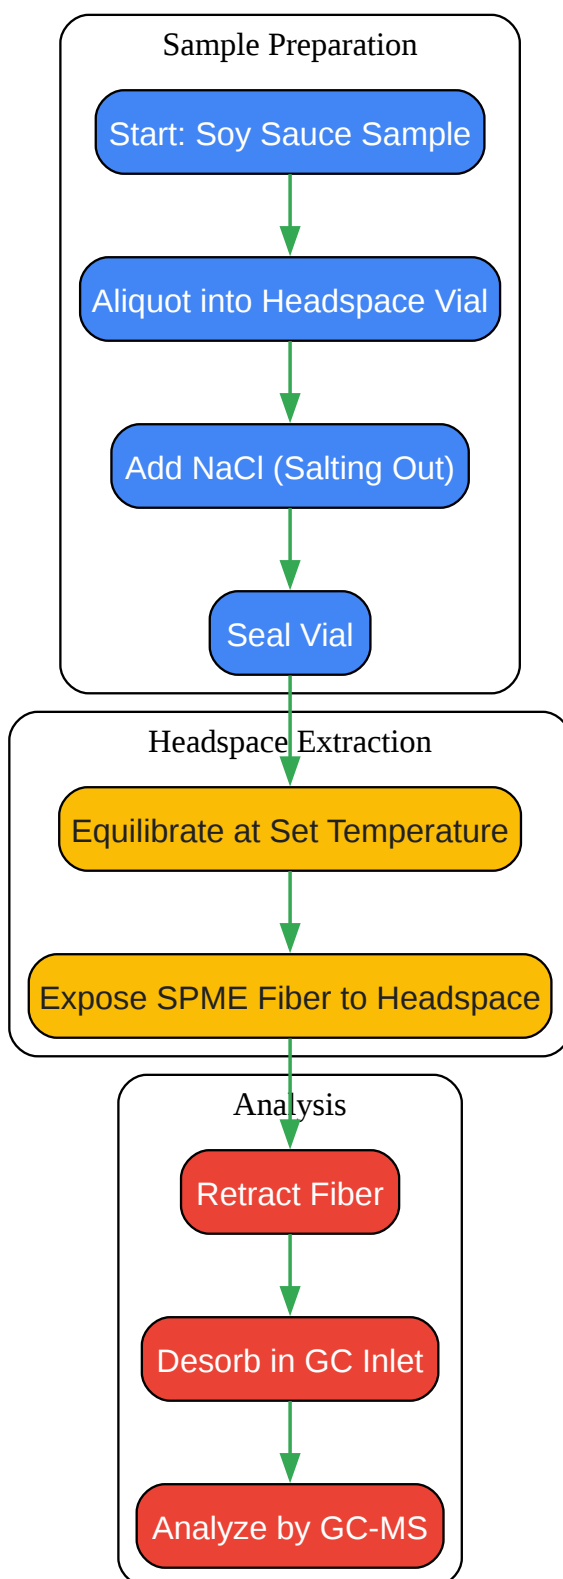 Sample Preparation
Start: Soy Sauce Sample
Aliquot into Headspace Vial
Add NaCl (Salting Out)
Seal Vial
Headspace Extraction
Equilibrate at Set Temperature
Expose SPME Fiber to Headspace
Analysis
Retract Fiber
Desorb in GC Inlet
Analyze by GC-MS